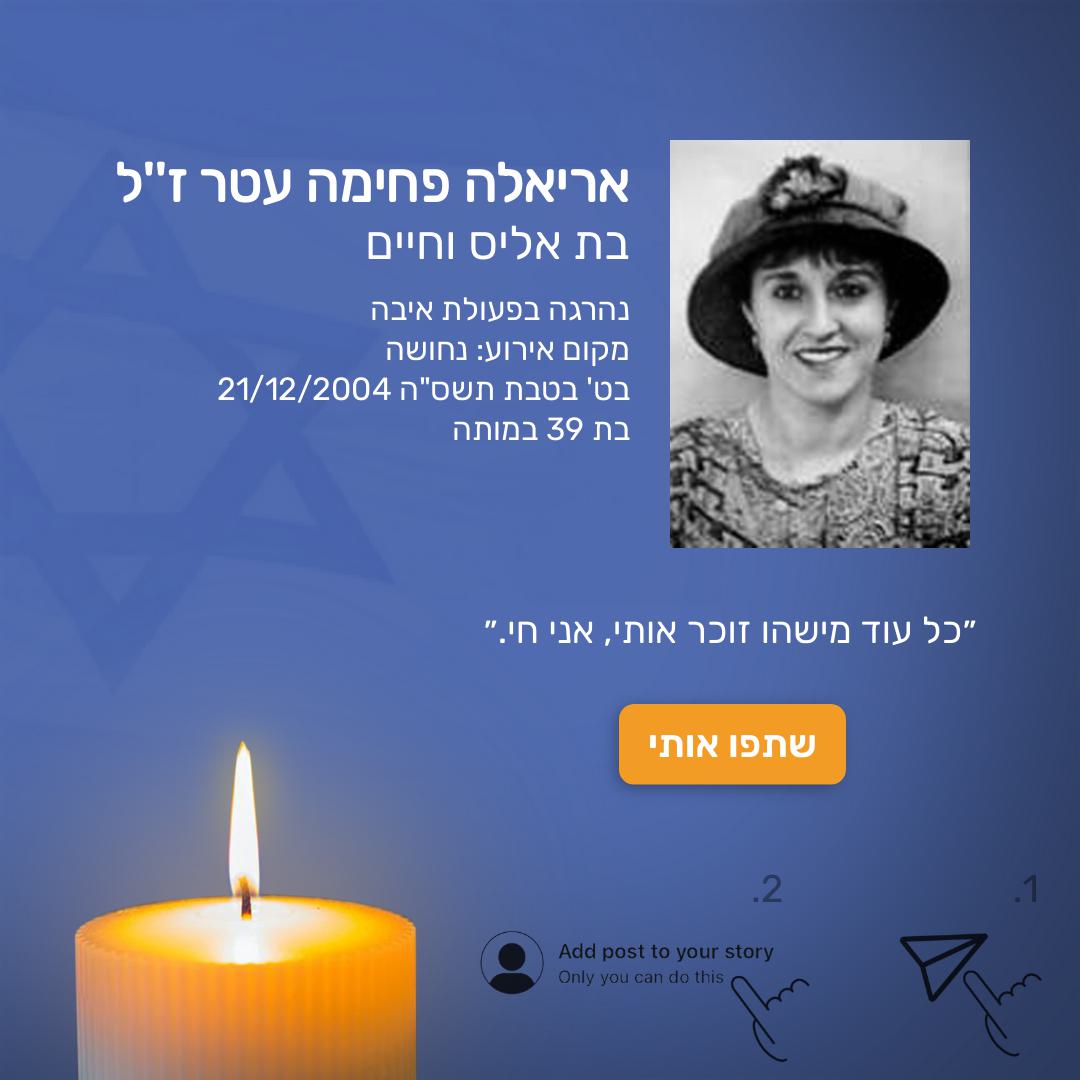 אריאלה פחימה עטר ז"ל
בת אליס וחיים
נהרגה בפעולת איבה
מקום אירוע: נחושה
בט' בטבת תשס"ה 21/12/2004
בת 39 במותה
"כל עוד מישהו זוכר אותי, אני חי."
שתפו אותי
1.
2.
Add post to your story
Only you can do this